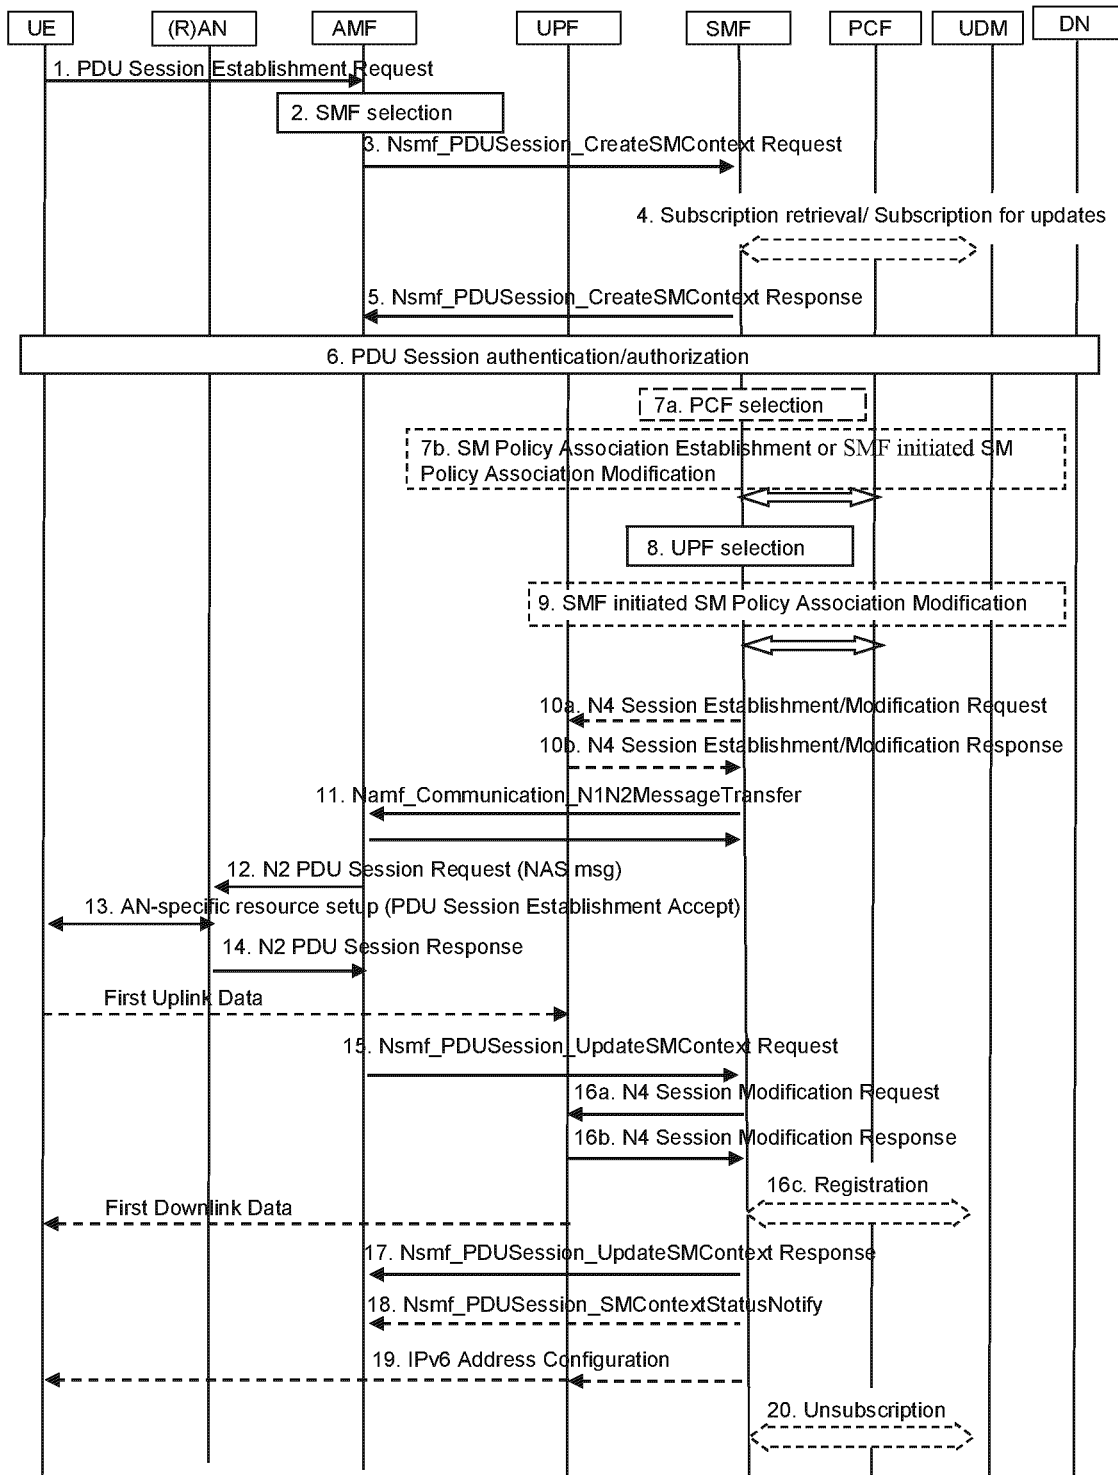 UE (R)AN AMF UPF SMF PCF UDM DN
1. PDU Session Establishment Request
2. SMF selection
3. Nsmf_PDUSession_CreateSMContext Request
4. Subscription retrieval/ Subscription for updates
5. Nsmf_PDUSession_CreateSMContext Response
6. PDU Session authentication/authorization
7a. PCF selection
7b. SM Policy Association Establishment or SMF initiated SM
Policy Association Modification
8. UPF selection
9. SMF initiated SM Policy Association Modification
10a. N4 Session Establishment/Modification Request
10b. N4 Session Establishment/Modification Response
11. Namf_Communication_N1N2MessageTransfer
12. N2 PDU Session Request (NAS msg)
13. AN-specific resource setup (PDU Session Establishment Accept)
14. N2 PDU Session Response
First Uplink Data
15. Nsmf_PDUSession_UpdateSMContext Request
16a. N4 Session Modification Request
16b. N4 Session Modification Response
16c. Registration
First Downlink Data
17. Nsmf_PDUSession_UpdateSMContext Response
18. Nsmf_PDUSession_SMContextStatusNotify
19. IPv6 Address Configuration
20. Unsubscription